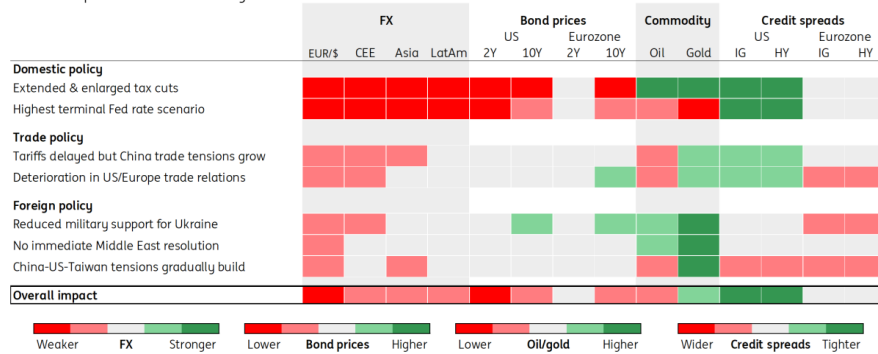 FX Bond prices Commodity Credit spreads
US Eurozone US Eurozone
EUR/$ CEE Asia LatAm 2Y 10Y 2Y 10Y Oil Gold IG HY IG HY
Domestic policy
Extended & enlarged tax cuts
Highest terminal Fed rate scenario
Trade policy
Tariffs delayed but China trade tensions grow
Deterioration in US/Europe trade relations
Foreign policy
Reduced military support for Ukraine
No immediate Middle East resolution
China-US-Taiwan tensions gradually build
Overall impact
Weaker FX Stronger Lower Bond prices Higher Lower Oil/gold Higher Wider Credit spreads Tighter